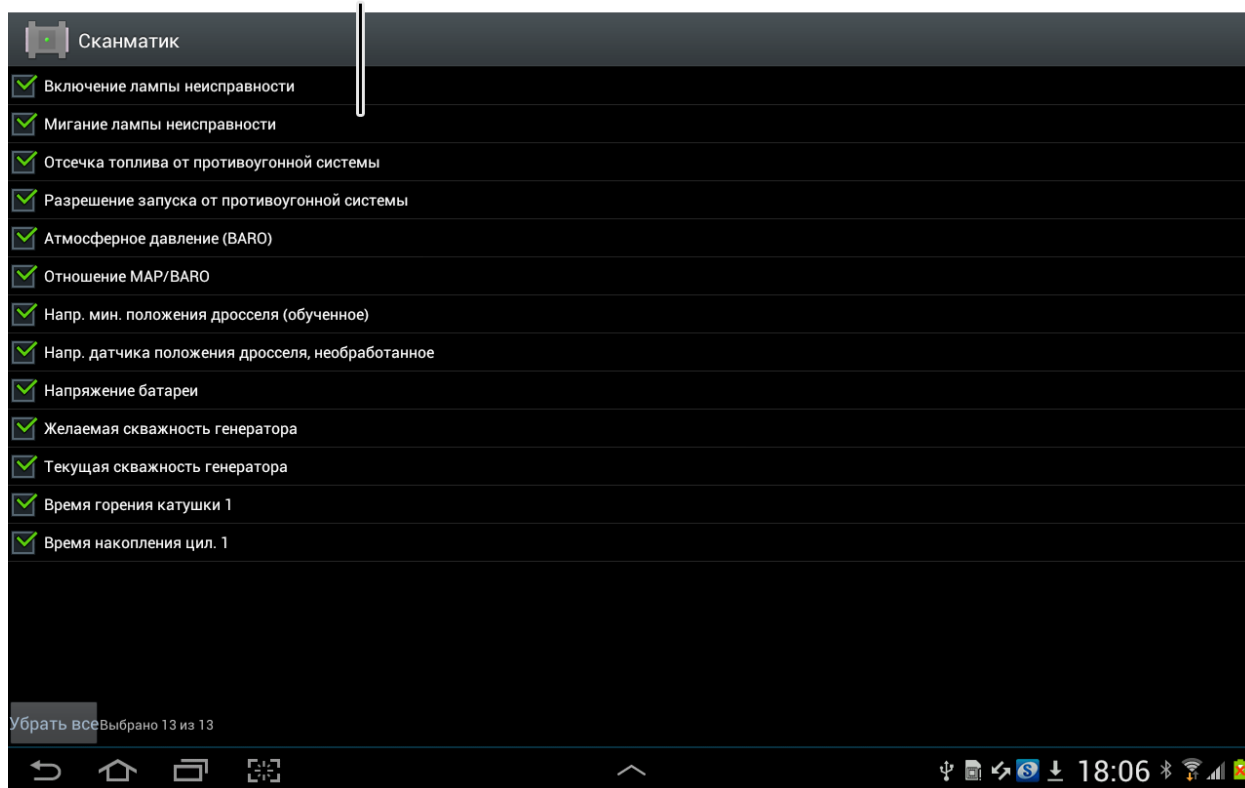 Сканматик
Включение лампы неисправности
Мигание лампы неисправности
Отсечка топлива от противоугонной системы
Разрешение запуска от противоугонной системы
Атмосферное давление (BARO)
Отношение MAP/BARO
Напр. мин. положения дросселя (обученное)
Напр. датчика положения дросселя, необработанное
Напряжение батареи
Желаемая скважность генератора
Текущая скважность генератора
Время горения катушки 1
Время накопления цил. 1
Убрать все Выбрано 13 из 13
18:06